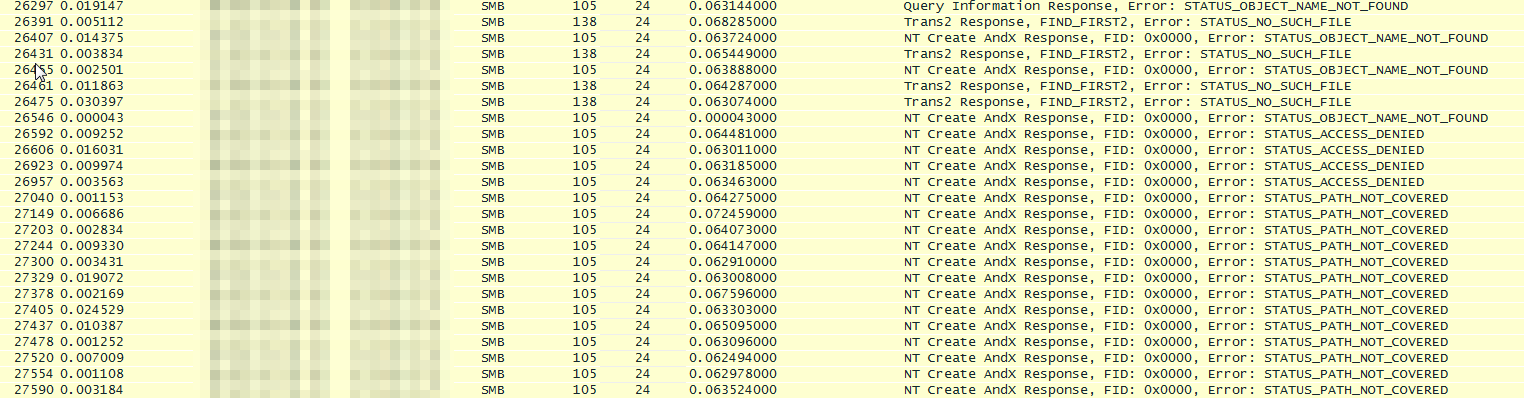 26297 0.019147 SMB 105 24 0.063144000 Query Information Response, Error: STATUS_OBJECT_NAME_NOT_FOUND
26391 0.005112 SMB 138 24 0.068285000 Trans2 Response, FIND_FIRST2, Error: STATUS_NO_SUCH_FILE
26407 0.014375 SMB 105 24 0.063724000 NT Create AndX Response, FID: 0x0000, Error: STATUS_OBJECT_NAME_NOT_FOUND
26431 0.003834 SMB 138 24 0.065449000 Trans2 Response, FIND_FIRST2, Error: STATUS_NO_SUCH_FILE
0.002501 SMB 105 24 0.063888000 NT Create AndX Response, FID: 0x0000, Error: STATUS_OBJECT_NAME_NOT_FOUND
26461 0.011863 SMB 138 24 0.064287000 Trans2 Response, FIND_FIRST2, Error: STATUS_NO_SUCH_FILE
26475 0.030397 SMB 138 24 0.063074000 Trans2 Response, FIND_FIRST2, Error: STATUS_NO_SUCH_FILE
26546 0.000043 SMB 105 24 0.000043000 NT Create AndX Response, FID: 0x0000, Error: STATUS_OBJECT_NAME_NOT_FOUND
26592 0.009252 SMB 105 24 0.064481000 NT Create AndX Response, FID: 0x0000, Error: STATUS_ACCESS_DENIED
26606 0.016031 SMB 105 24 0.063011000 NT Create AndX Response, FID: 0x0000, Error: STATUS_ACCESS_DENIED
26923 0.009974 SMB 105 24 0.063185000 NT Create AndX Response, FID: 0x0000, Error: STATUS_ACCESS_DENIED
26957 0.003563 SMB 105 24 0.063463000 NT Create AndX Response, FID: 0x0000, Error: STATUS_ACCESS_DENIED
27040 0.001153 SMB 105 24 0.064275000 NT Create AndX Response, FID: 0x0000, Error: STATUS_PATH_NOT_COVERED
27149 0.006686 SMB 105 24 0.072459000 NT Create AndX Response, FID: 0x0000, Error: STATUS_PATH_NOT_COVERED
27203 0.002834 SMB 105 24 0.064073000 NT Create AndX Response, FID: 0x0000, Error: STATUS_PATH_NOT_COVERED
27244 0.009330 SMB 105 24 0.064147000 NT Create AndX Response, FID: 0x0000, Error: STATUS_PATH_NOT_COVERED
27300 0.003431 SMB 105 24 0.062910000 NT Create AndX Response, FID: 0x0000, Error: STATUS_PATH_NOT_COVERED
27329 0.019072 SMB 105 24 0.063008000 NT Create AndX Response, FID: 0x0000, Error: STATUS_PATH_NOT_COVERED
27378 0.002169 SMB 105 24 0.067596000 NT Create AndX Response, FID: 0x0000, Error: STATUS_PATH_NOT_COVERED
27405 0.024529 SMB 105 24 0.063303000 NT Create AndX Response, FID: 0x0000, Error: STATUS_PATH_NOT_COVERED
27437 0.010387 SMB 105 24 0.065095000 NT Create AndX Response, FID: 0x0000, Error: STATUS_PATH_NOT_COVERED
27478 0.001252 SMB 105 24 0.063096000 NT Create AndX Response, FID: 0x0000, Error: STATUS_PATH_NOT_COVERED
27520 0.007009 SMB 105 24 0.062494000 NT Create AndX Response, FID: 0x0000, Error: STATUS_PATH_NOT_COVERED
27554 0.001108 SMB 105 24 0.062978000 NT Create AndX Response, FID: 0x0000, Error: STATUS_PATH_NOT_COVERED
27590 0.003184 SMB 105 24 0.063524000 NT Create AndX Response, FID: 0x0000, Error: STATUS_PATH_NOT_COVERED